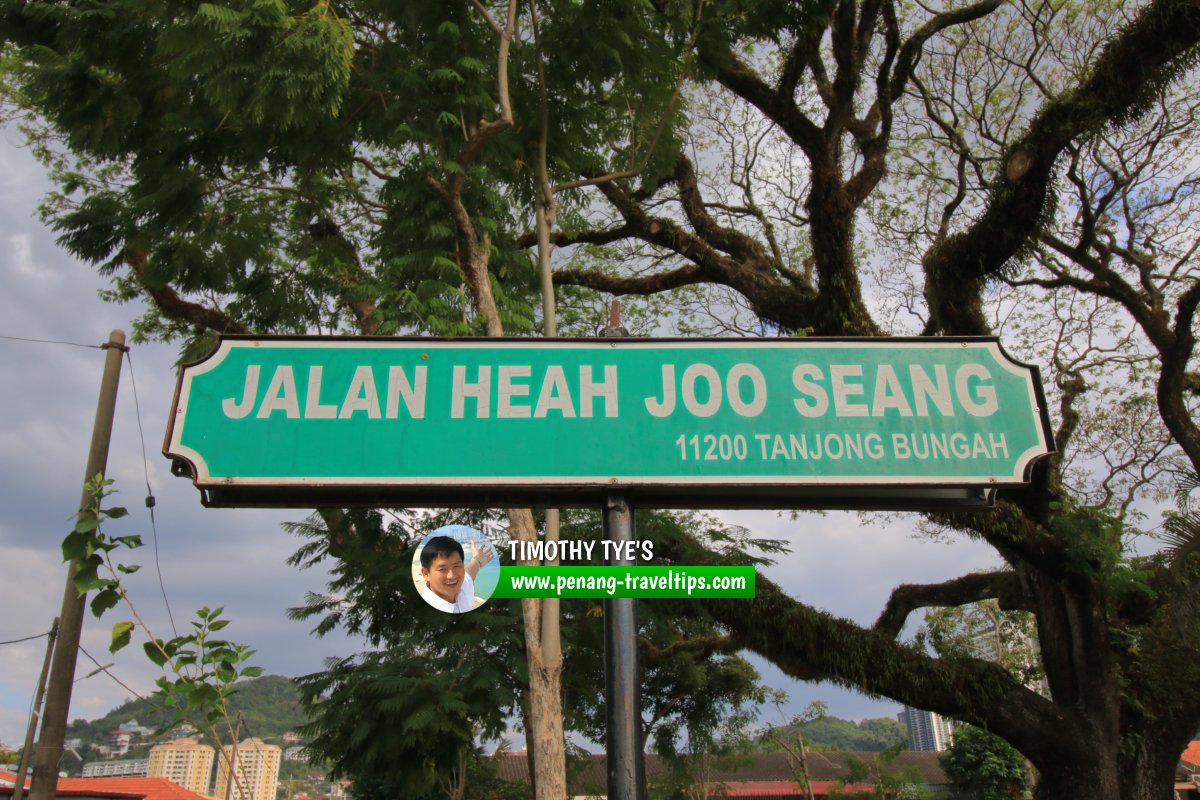 JALAN HEAH JOO SEANG
11200 TANJONG BUNGAH
TIMOTHY TYE'S
www.penang-traveltips.com